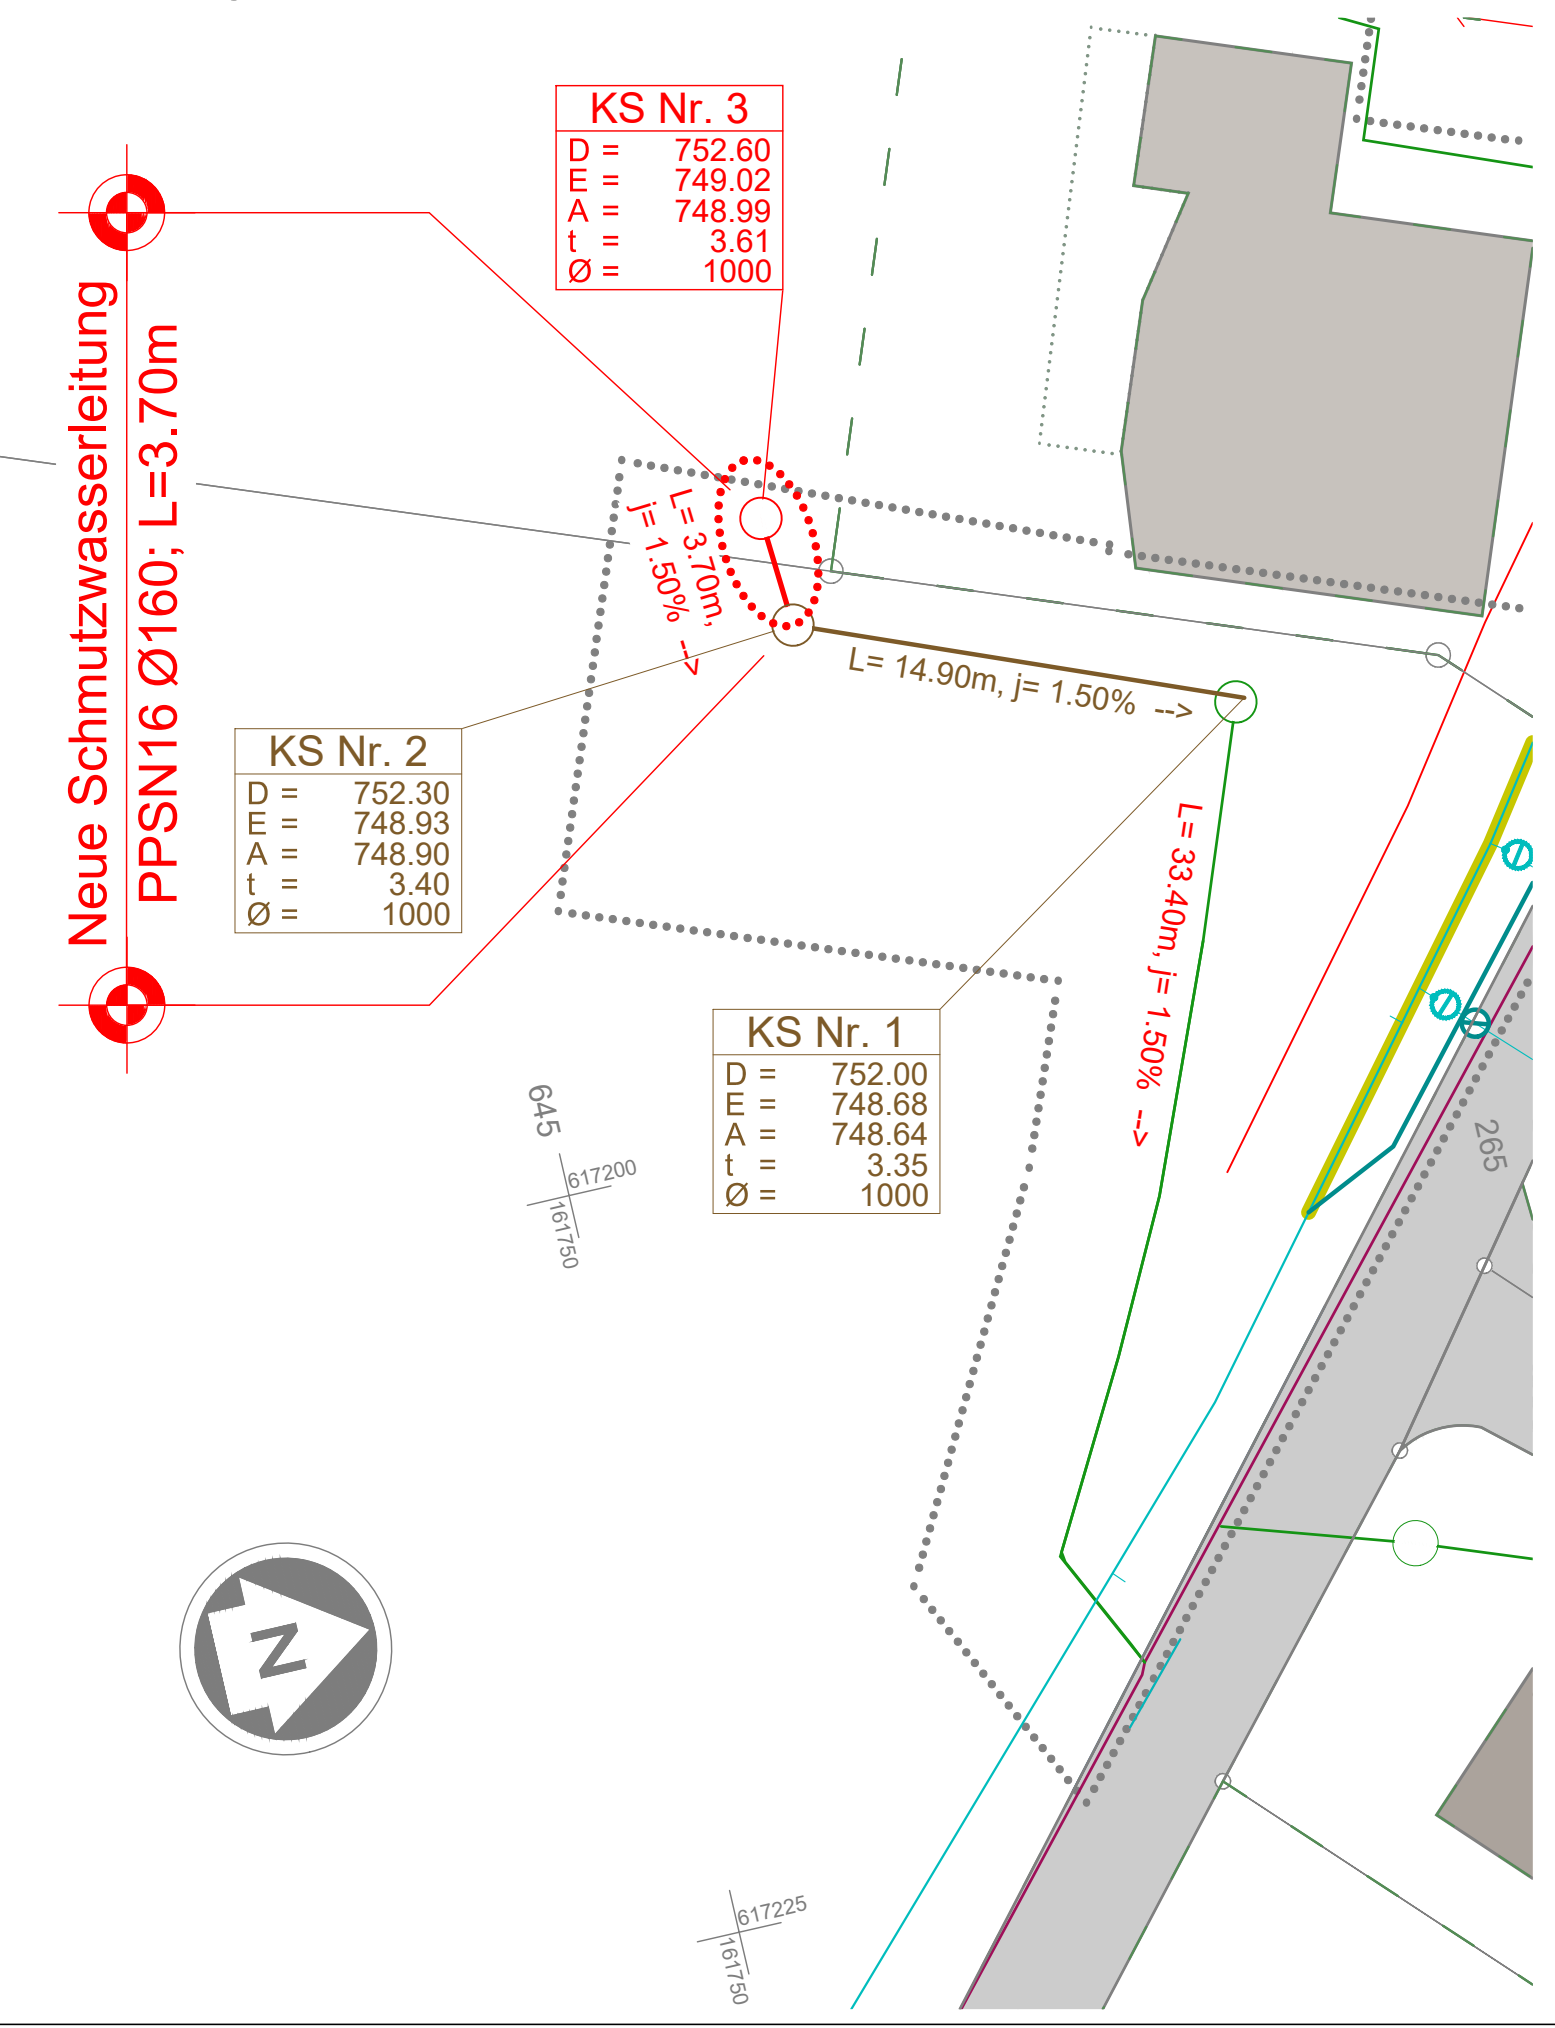 KS Nr. 3
D = 752.60
E = 749.02
A = 748.99
t = 3.61
Ø = 1000
Neue Schmutzwasserleitung
PPSN16 Ø160; L=3.70m
L= 3.70m,
j= 1.50% -->
L= 14.90m, j= 1.50% -->
KS Nr. 2
D = 752.30
E = 748.93
A = 748.90
t = 3.40
Ø = 1000
L= 33.40m, j= 1.50% -->
KS Nr. 1
D = 752.00
E = 748.68
A = 748.64
t = 3.35
Ø = 1000
645
617200
161750
265
N
617225
161750